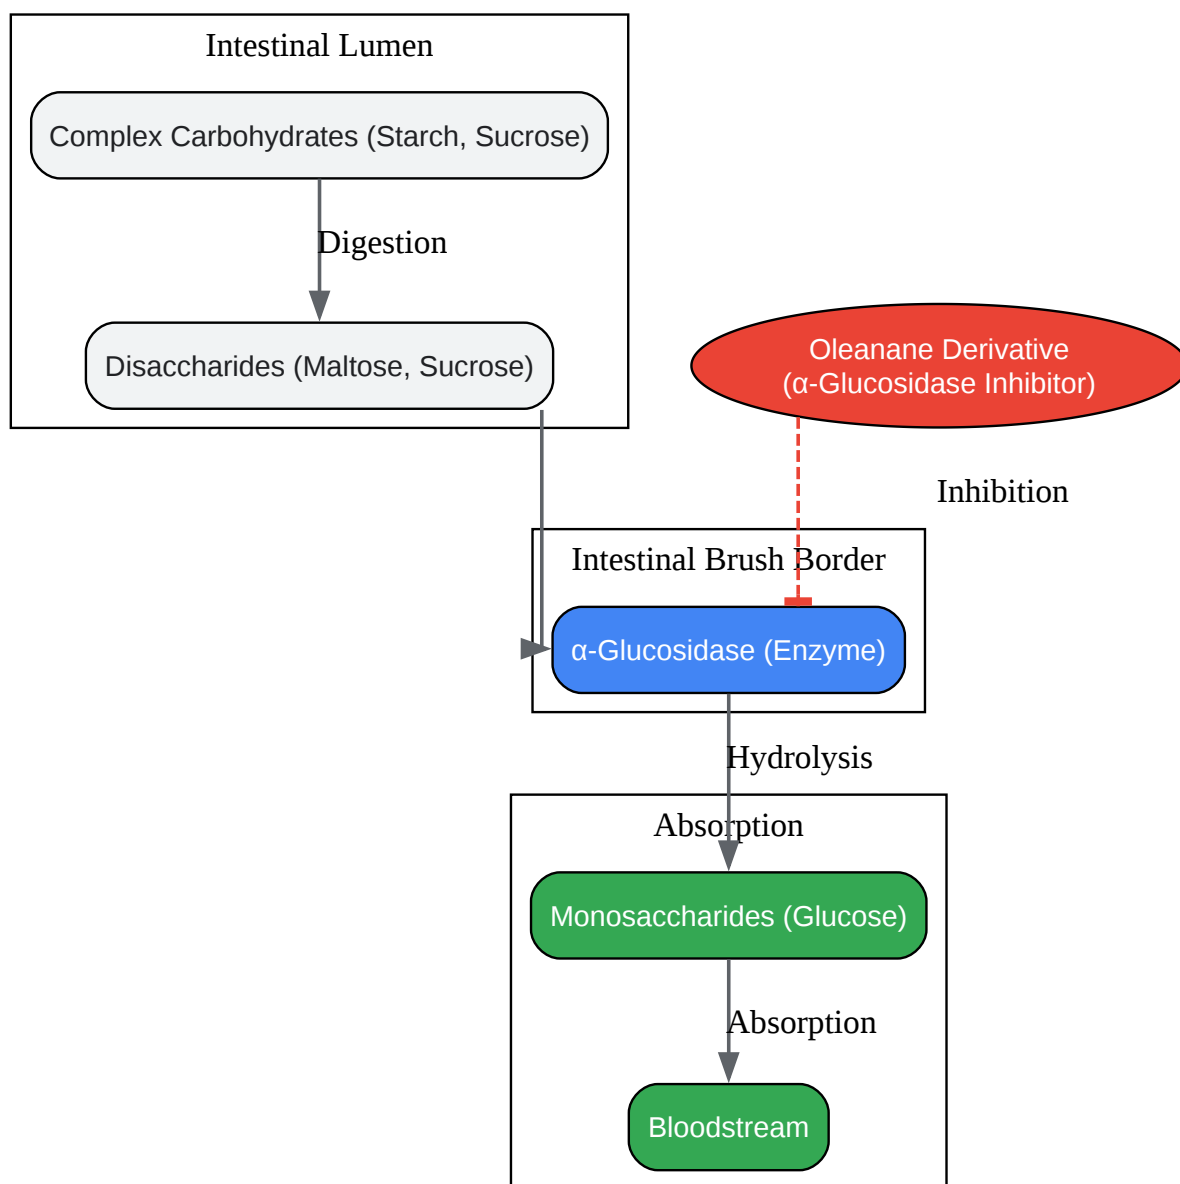 Intestinal Lumen
Complex Carbohydrates (Starch, Sucrose)
Digestion
Disaccharides (Maltose, Sucrose)
Oleanane Derivative
(α-Glucosidase Inhibitor)
Inhibition
Intestinal Brush Border
α-Glucosidase (Enzyme)
Hydrolysis
Absorption
Monosaccharides (Glucose)
Absorption
Bloodstream